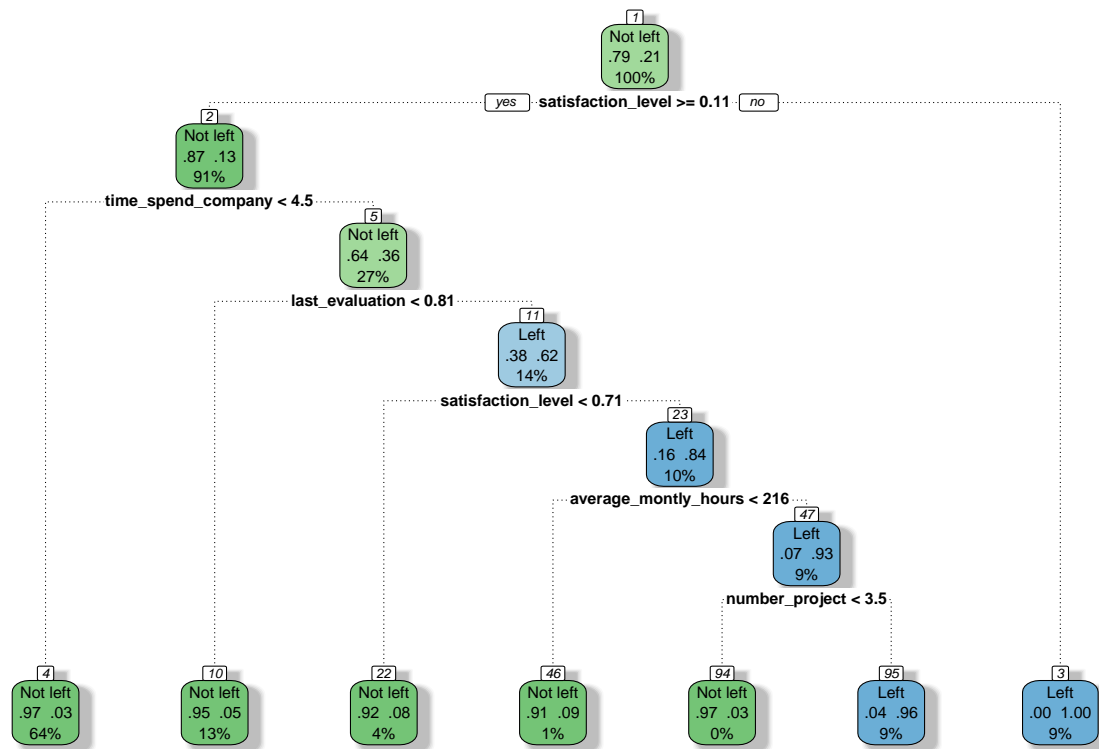 1
Not left
.79 .21
100%
yes satisfaction_level >= 0.11 no
2
Not left
.87 .13
91%
time_spend_company < 4.5
5
Not left
.64 .36
27%
last_evaluation < 0.81
11
Left
.38 .62
14%
satisfaction_level < 0.71
23
Left
.16 .84
10%
average_montly_hours < 216
47
Left
.07 .93
9%
number_project < 3.5
4
Not left
.97 .03
64%
10
Not left
.95 .05
13%
22
Not left
.92 .08
4%
46
Not left
.91 .09
1%
94
Not left
.97 .03
0%
95
Left
.04 .96
9%
3
Left
.00 1.00
9%